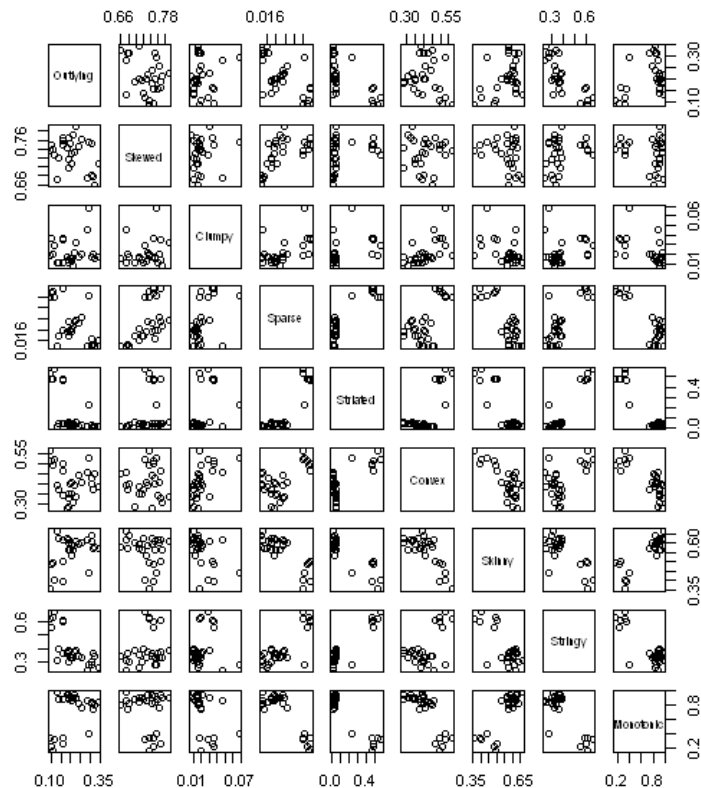 0.66 0.78 0.016 0.30 0.55 0.3 0.6
Outlying
0.10 0.30
0.66 0.76
Skewed
Clumpy
0.01 0.06
0.016
Sparse
Striated
0.0 0.4
0.30 0.55
Convex
Skinny
0.35 0.60
0.3 0.6
Stringy
Monotonic
0.2 0.8
0.10 0.35 0.01 0.07 0.0 0.4 0.35 0.65 0.2 0.8